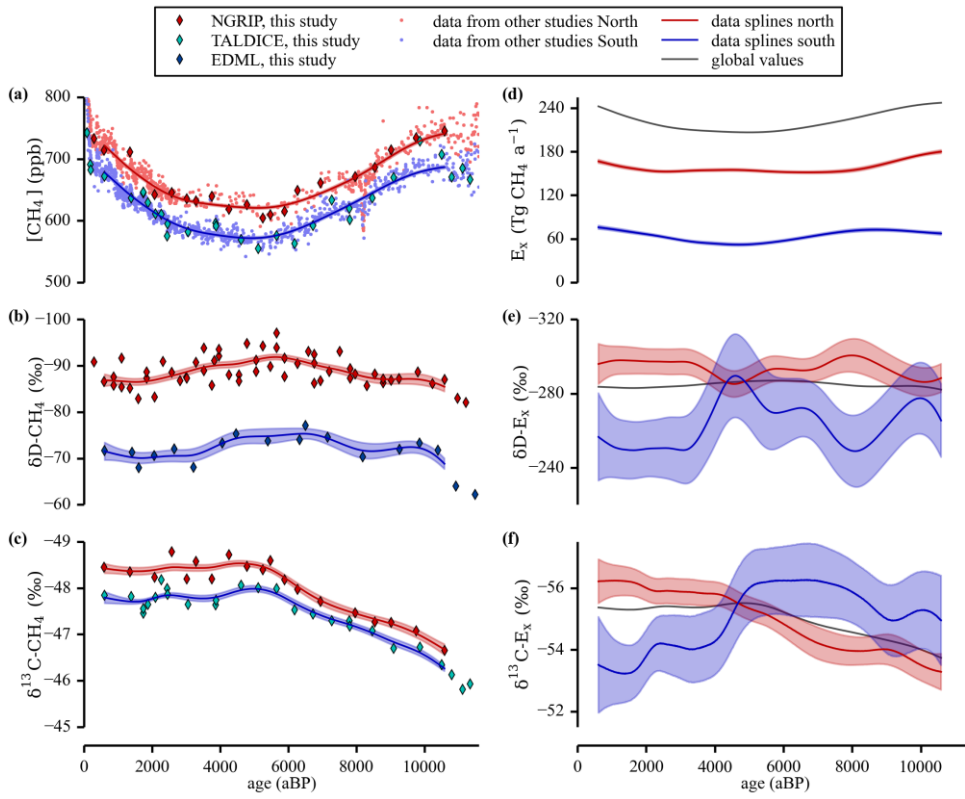 NGRIP, this study
TALDICE, this study
EDML, this study
data from other studies North
data from other studies South
data splines north
data splines south
global values
(a)
800
700
600
500
[CH₄] (ppb)
(b)
−100
−90
−80
−70
−60
δD-CH₄ (‰)
(c)
−49
−48
−47
−46
−45
δ¹³C-CH₄ (‰)
0 2000 4000 6000 8000 10000
age (aBP)
(d)
240
180
120
60
0
Eₓ (Tg CH₄ a⁻¹)
(e)
−320
−280
−240
δD-Eₓ (‰)
(f)
−56
−54
−52
δ¹³C-Eₓ (‰)
0 2000 4000 6000 8000 10000
age (aBP)